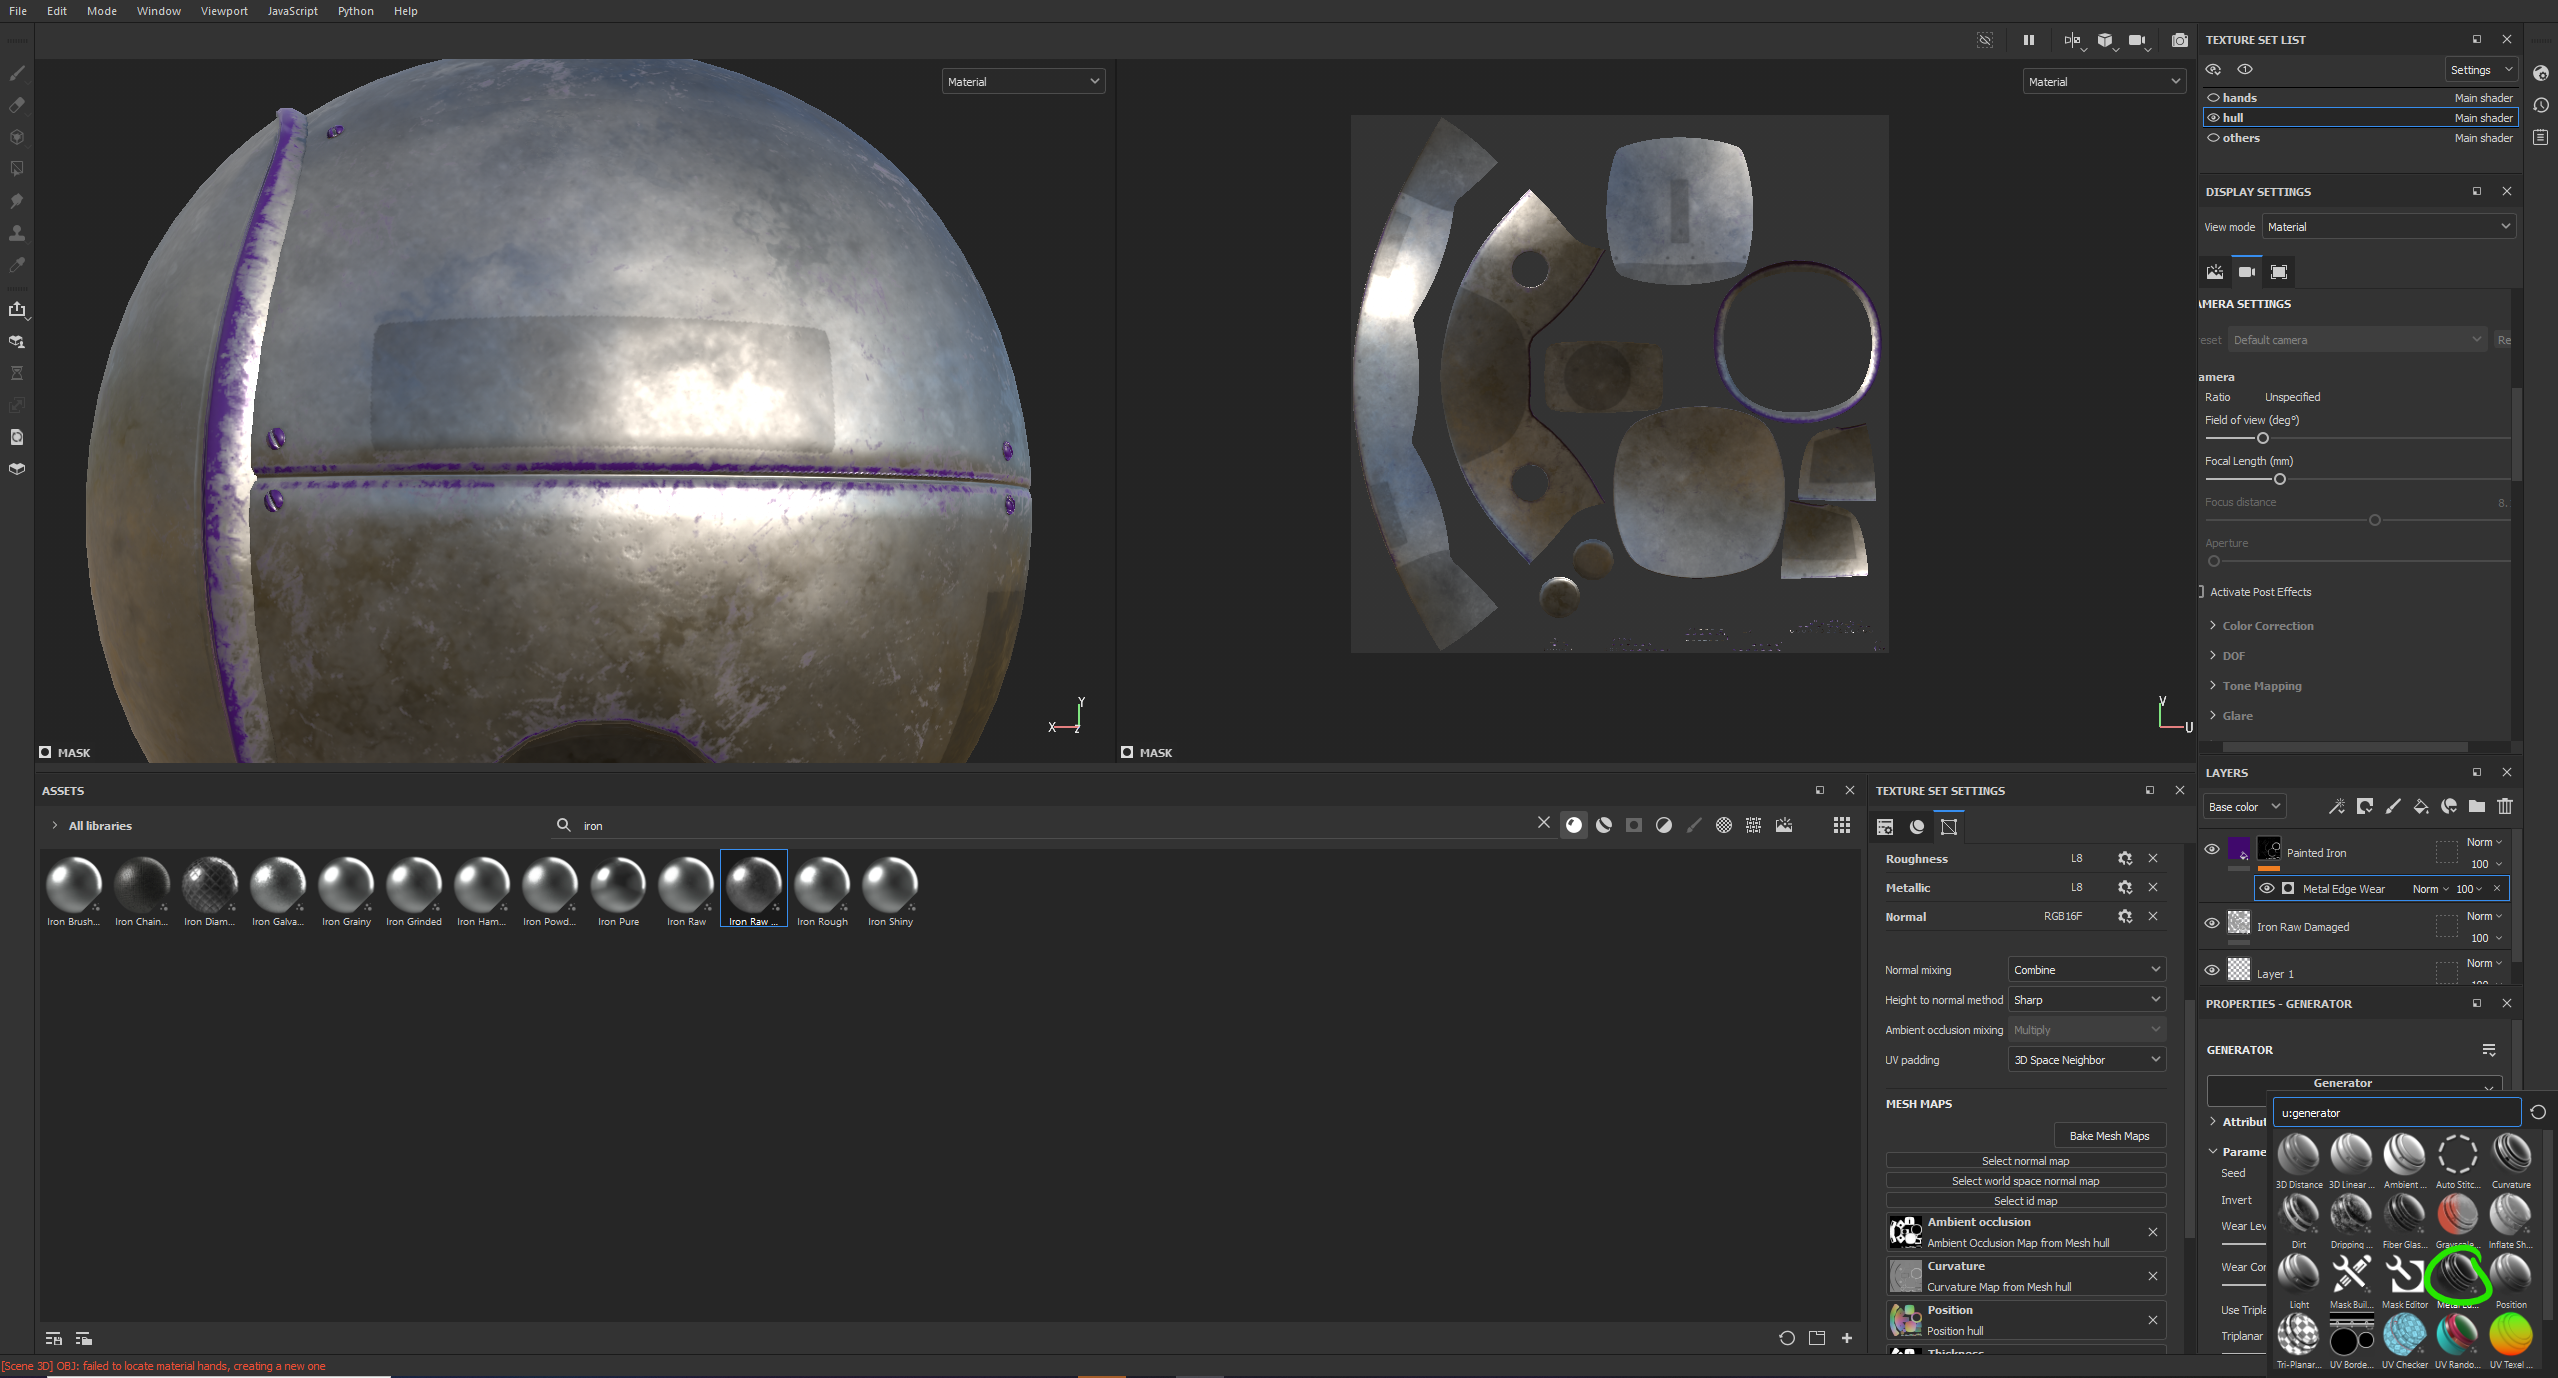 File Edit Mode Window Viewport JavaScript Python Help
Material
Material
MASK
MASK
X Y Z
V U
TEXTURE SET LIST
Settings
hands Main shader
hull Main shader
others Main shader
DISPLAY SETTINGS
View mode Material
AMERA SETTINGS
eset Default camera Re
amera
Ratio Unspecified
Field of view (deg°)
Focal Length (mm)
Focus distance 8.
Aperture
Activate Post Effects
Color Correction
DOF
Tone Mapping
Glare
ASSETS
All libraries
iron
Iron Brush... Iron Chain... Iron Diam... Iron Galva... Iron Grainy Iron Grinded Iron Ham... Iron Powd... Iron Pure Iron Raw Iron Raw ... Iron Rough Iron Shiny
TEXTURE SET SETTINGS
Roughness L8
Metallic L8
Normal RGB16F
Normal mixing Combine
Height to normal method Sharp
Ambient occlusion mixing Multiply
UV padding 3D Space Neighbor
MESH MAPS
Bake Mesh Maps
Select normal map
Select world space normal map
Select id map
Ambient occlusion
Ambient Occlusion Map from Mesh hull
Curvature
Curvature Map from Mesh hull
Position
Position hull
Thickness
LAYERS
Base color
Painted Iron Norm 100
Metal Edge Wear Norm 100
Iron Raw Damaged Norm 100
Layer 1 Norm 100
PROPERTIES - GENERATOR
GENERATOR
Generator
u:generator
Attribut
Parame
Seed
Invert
Wear Lev
Wear Con
Use Tripla
Triplanar
3D Distance 3D Linear ... Ambient ... Auto Stitc... Curvature
Dirt Dripping ... Fiber Glas... Grayscale... Inflate Sh...
Light Mask Buil... Mask Editor Metal Ed... Position
Tri-Planar... UV Borde... UV Checker UV Rando... UV Texel ...
[Scene 3D] OBJ: failed to locate material hands, creating a new one